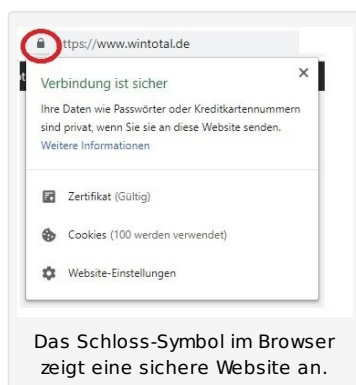 ttps://www.wintotal.de
Verbindung ist sicher
Ihre Daten wie Passwörter oder Kreditkartennummern
sind privat, wenn Sie sie an diese Website senden.
Weitere Informationen
Zertifikat (Gültig)
Cookies (100 werden verwendet)
Website-Einstellungen
Das Schloss-Symbol im Browser
zeigt eine sichere Website an.